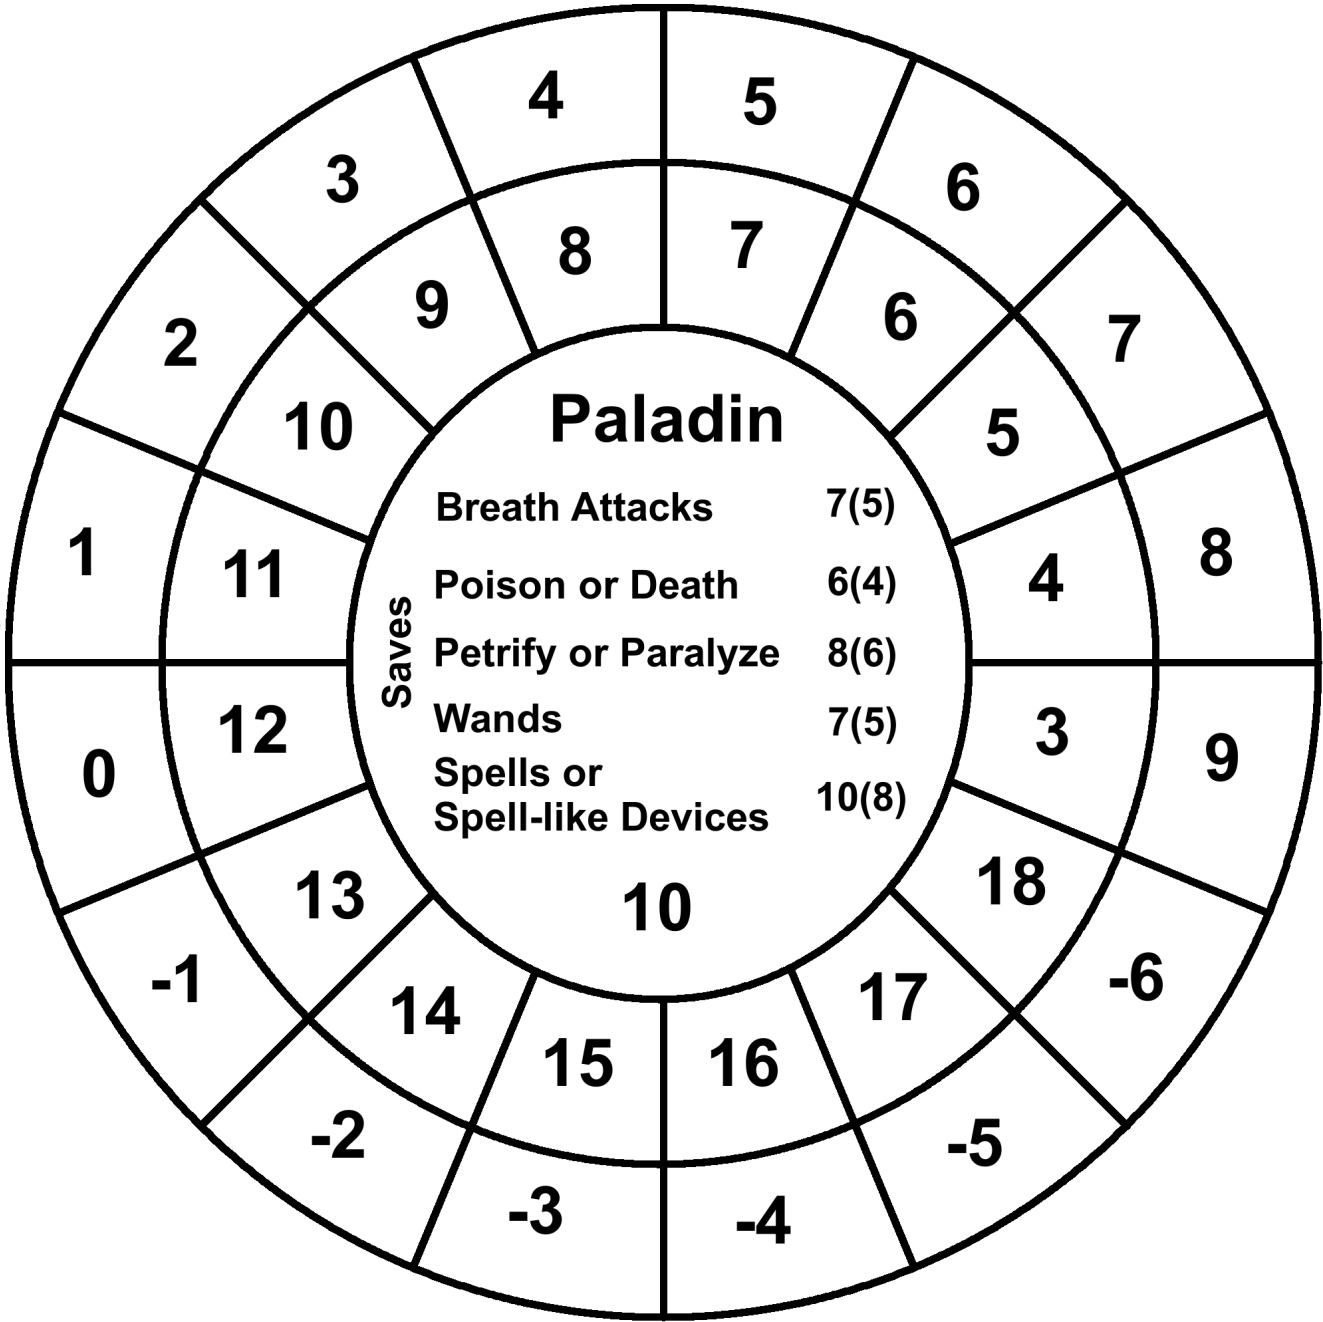 4 5
3 6
8 7
9 6
2 7
10 5
Paladin
Breath Attacks 7(5)
1 8
11 4
Poison or Death 6(4)
Saves
Petrify or Paralyze 8(6)
Wands 7(5)
12 3
0 9
Spells or
Spell-like Devices 10(8)
13 18
10
-1 -6
14 17
15 16
-2 -5
-3 -4